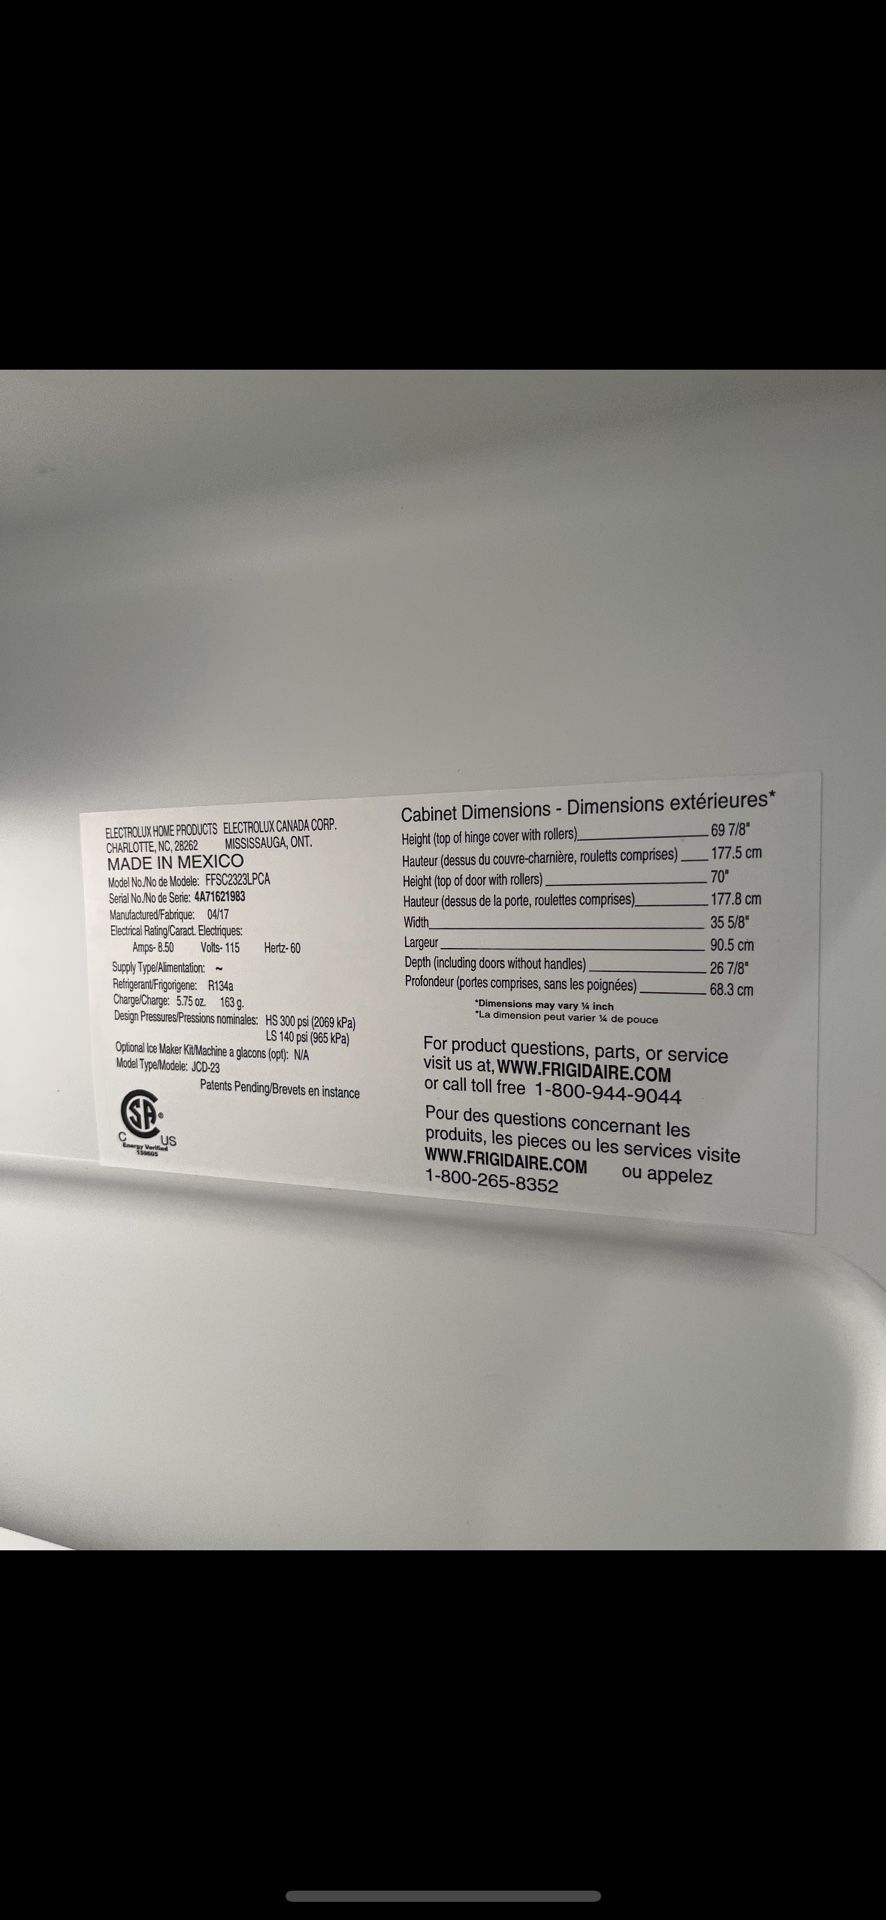 ELECTROLUX HOME PRODUCTS ELECTROLUX CANADA CORP.
CHARLOTTE, NC, 28262 MISSISSAUGA, ONT.
MADE IN MEXICO
Model No./No de Modele: FFSC2323LPCA
Serial No./No de Serie: 4A71621983
Manufactured/Fabrique: 04/17
Electrical Rating/Caract. Electriques:
Amps- 8.50 Volts- 115 Hertz- 60
Supply Type/Alimentation: ~
Refrigerant/Frigorigene: R134a
Charge/Charge: 5.75 oz. 163 g.
Design Pressures/Pressions nominales: HS 300 psi (2069 kPa)
LS 140 psi (965 kPa)
Optional Ice Maker Kit/Machine a glacons (opt): N/A
Model Type/Modele: JCD-23
Patents Pending/Brevets en instance
SA
C US
Energy Verified
159605
Cabinet Dimensions - Dimensions extérieures*
Height (top of hinge cover with rollers) 69 7/8"
Hauteur (dessus du couvre-charnière, rouletts comprises) 177.5 cm
Height (top of door with rollers) 70"
Hauteur (dessus de la porte, roulettes comprises) 177.8 cm
Width 35 5/8"
Largeur 90.5 cm
Depth (including doors without handles) 26 7/8"
Profondeur (portes comprises, sans les poignées) 68.3 cm
*Dimensions may vary ¼ inch
*La dimension peut varier ¼ de pouce
For product questions, parts, or service
visit us at, WWW.FRIGIDAIRE.COM
or call toll free 1-800-944-9044
Pour des questions concernant les
produits, les pieces ou les services visite
WWW.FRIGIDAIRE.COM ou appelez
1-800-265-8352